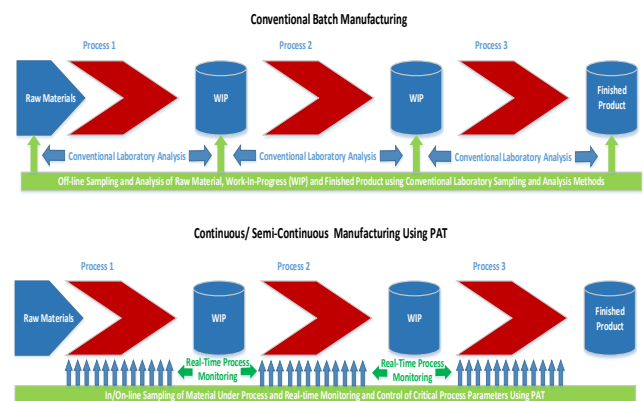 Conventional Batch Manufacturing
Process 1
Process 2
Process 3
Raw Materials
WIP
WIP
Finished
Product
Conventional Laboratory Analysis
Conventional Laboratory Analysis
Conventional Laboratory Analysis
Off-line Sampling and Analysis of Raw Material, Work-In-Progress (WIP) and Finished Product using Conventional Laboratory Sampling and Analysis Methods
Continuous/ Semi-Continuous Manufacturing Using PAT
Process 1
Process 2
Process 3
Raw Materials
WIP
WIP
Finished
Product
Real-Time Process
Monitoring
Real-Time Process
Monitoring
In/On-line Sampling of Material Under Process and Real-time Monitoring and Control of Critical Process Parameters Using PAT